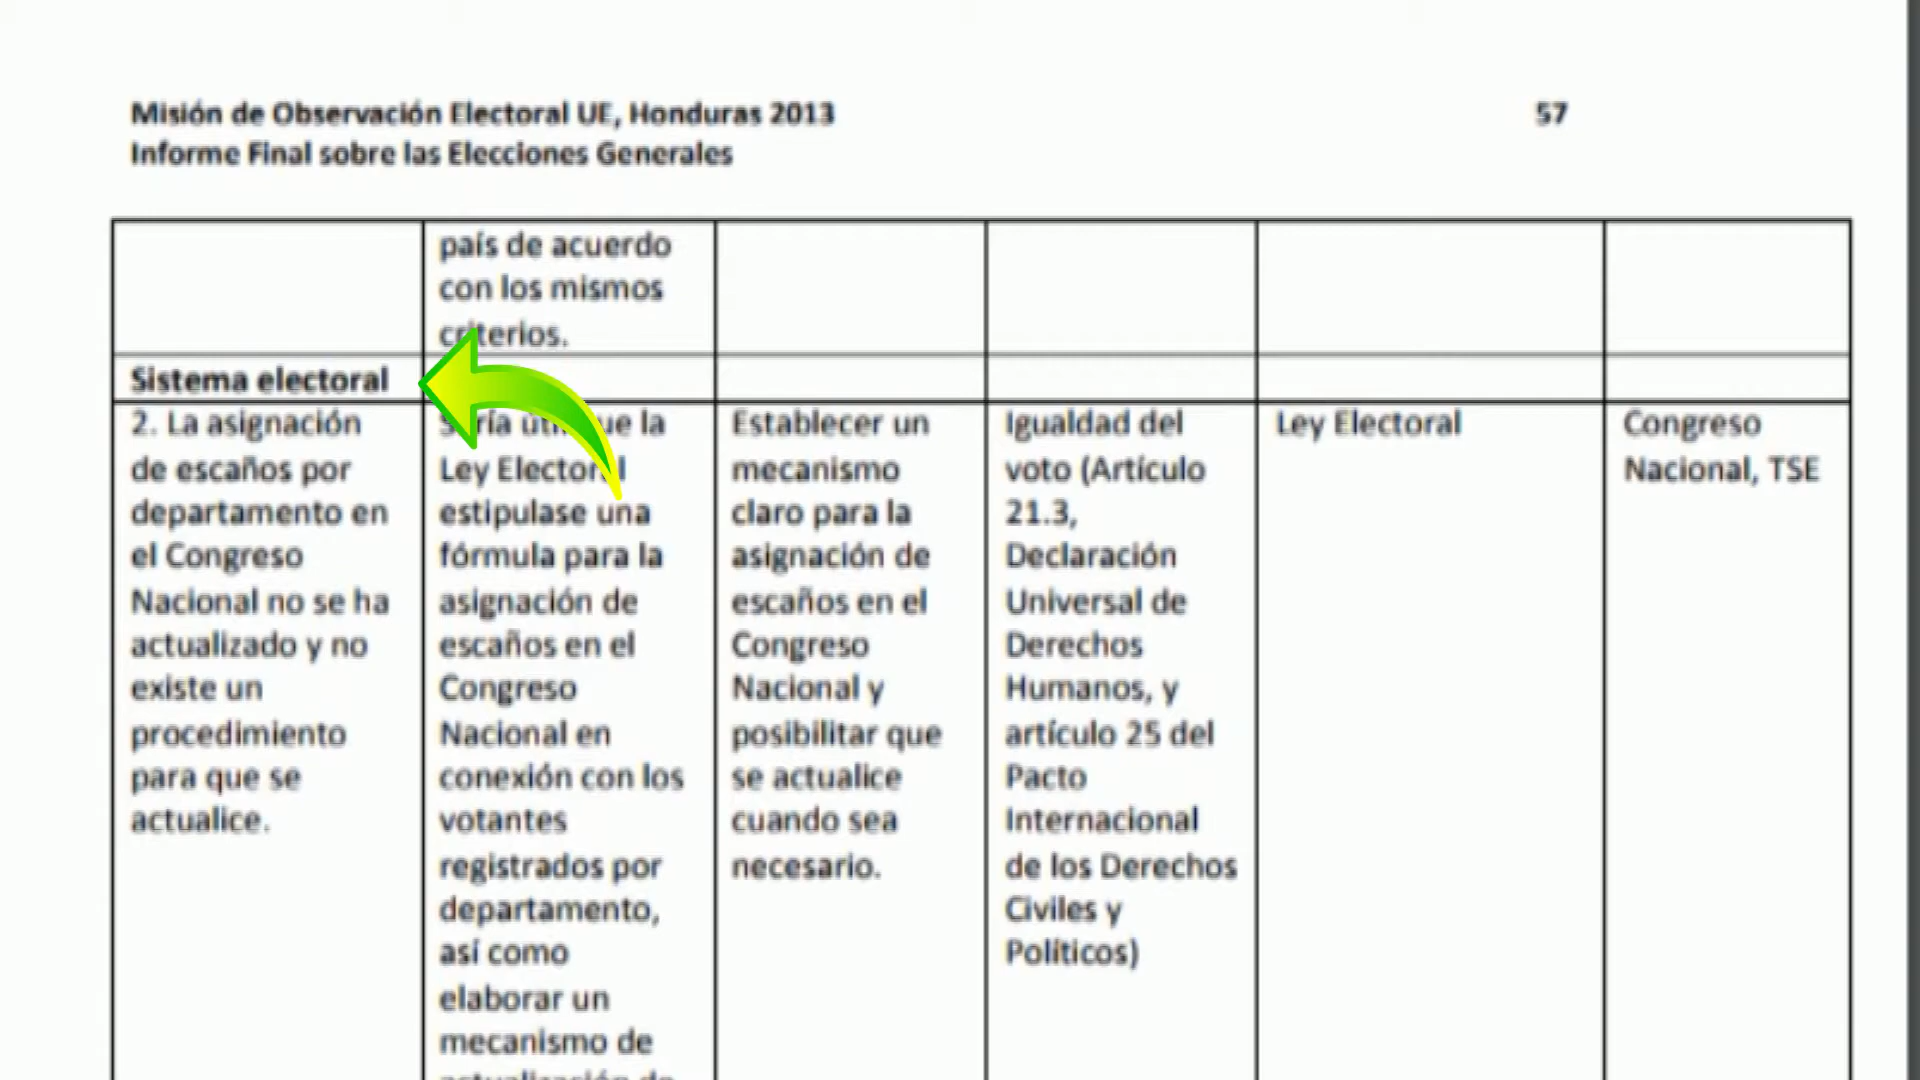 Misión de Observación Electoral UE, Honduras 2013
57
Informe Final sobre las Elecciones Generales
país de acuerdo
con los mismos
criterios.
Sistema electoral
2. La asignación
de escaños por
departamento en
el Congreso
Nacional no se ha
actualizado y no
existe un
procedimiento
para que se
actualice.
Sería útil que la
Ley Electoral
estipulase una
fórmula para la
asignación de
escaños en el
Congreso
Nacional en
conexión con los
votantes
registrados por
departamento,
así como
elaborar un
mecanismo de
Establecer un
mecanismo
claro para la
asignación de
escaños en el
Congreso
Nacional y
posibilitar que
se actualice
cuando sea
necesario.
Igualdad del
voto (Artículo
21.3,
Declaración
Universal de
Derechos
Humanos, y
artículo 25 del
Pacto
Internacional
de los Derechos
Civiles y
Políticos)
Ley Electoral
Congreso
Nacional, TSE